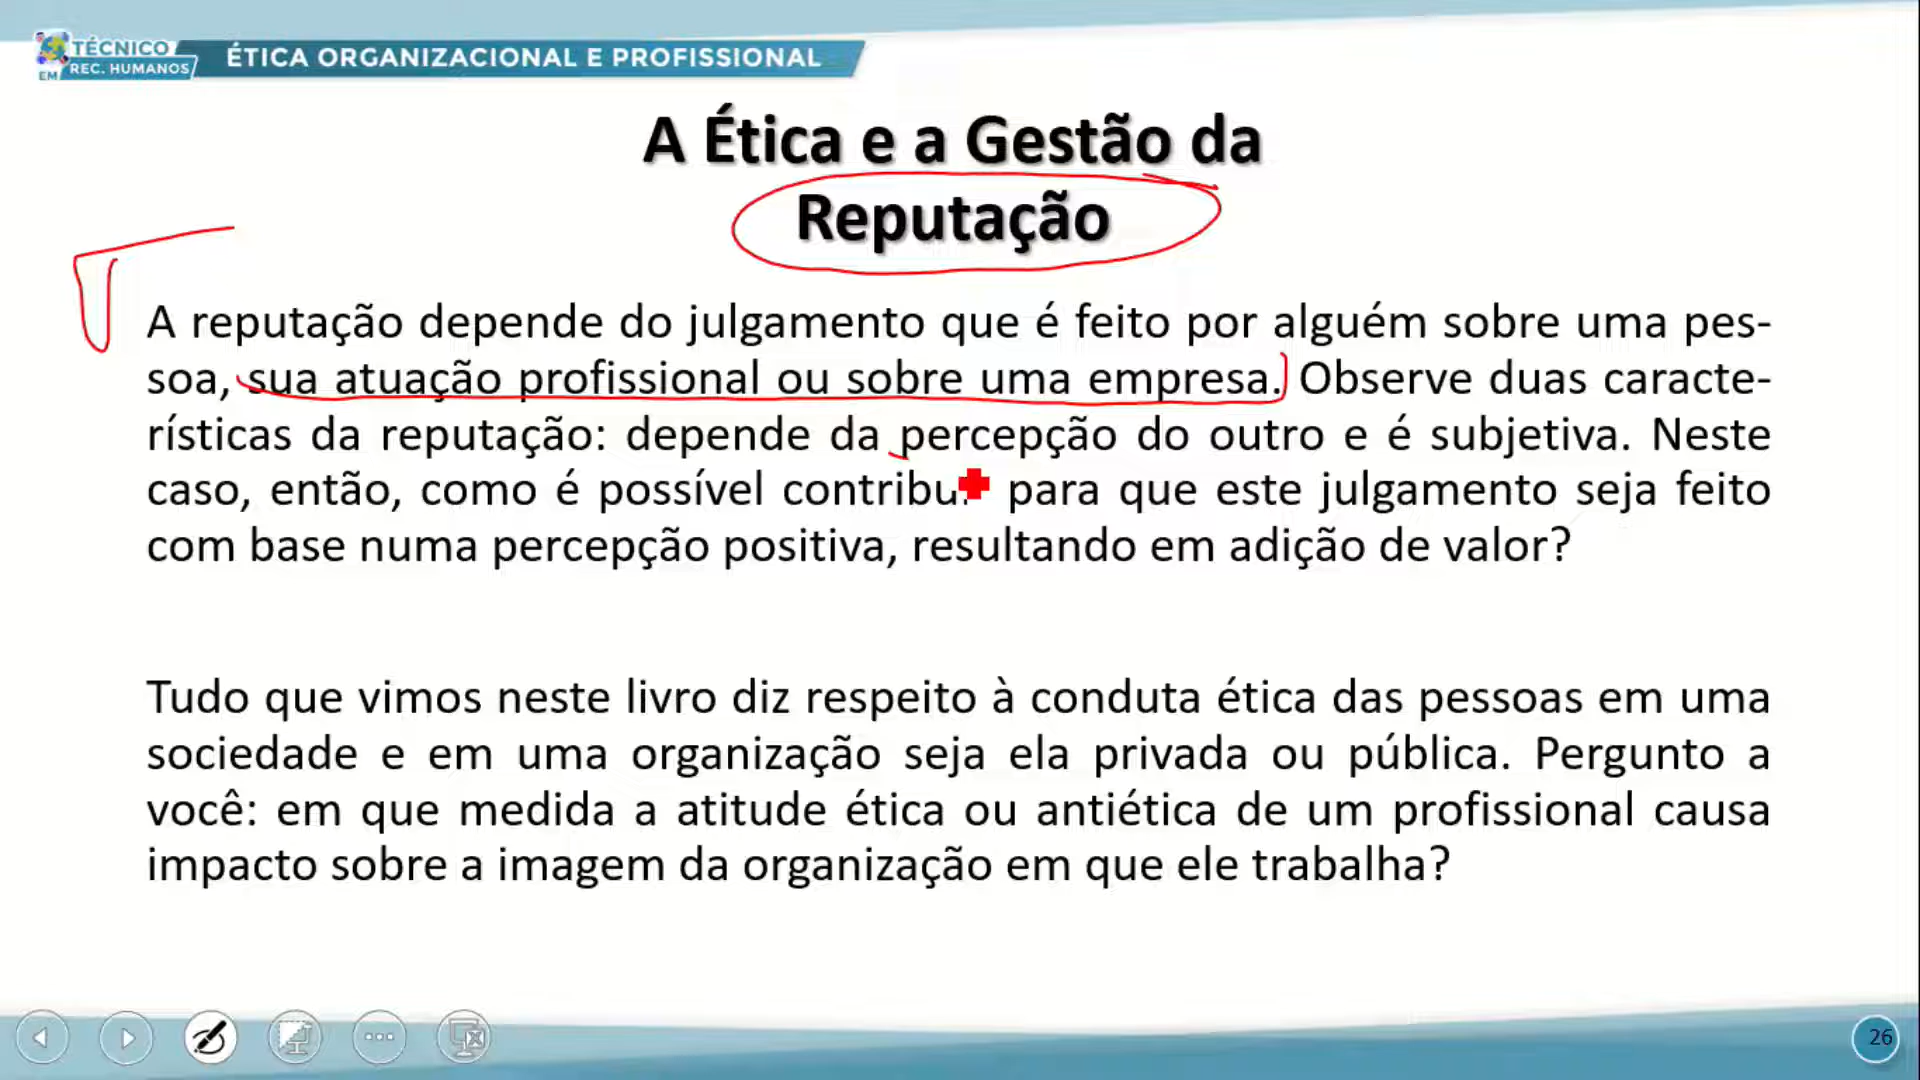 TÉCNICO
EM REC. HUMANOS
ÉTICA ORGANIZACIONAL E PROFISSIONAL
A Ética e a Gestão da
Reputação
A reputação depende do julgamento que é feito por alguém sobre uma pes-
soa, sua atuação profissional ou sobre uma empresa. Observe duas caracte-
rísticas da reputação: depende da percepção do outro e é subjetiva. Neste
caso, então, como é possível contribuir para que este julgamento seja feito
com base numa percepção positiva, resultando em adição de valor?
Tudo que vimos neste livro diz respeito à conduta ética das pessoas em uma
sociedade e em uma organização seja ela privada ou pública. Pergunto a
você: em que medida a atitude ética ou antiética de um profissional causa
impacto sobre a imagem da organização em que ele trabalha?
26